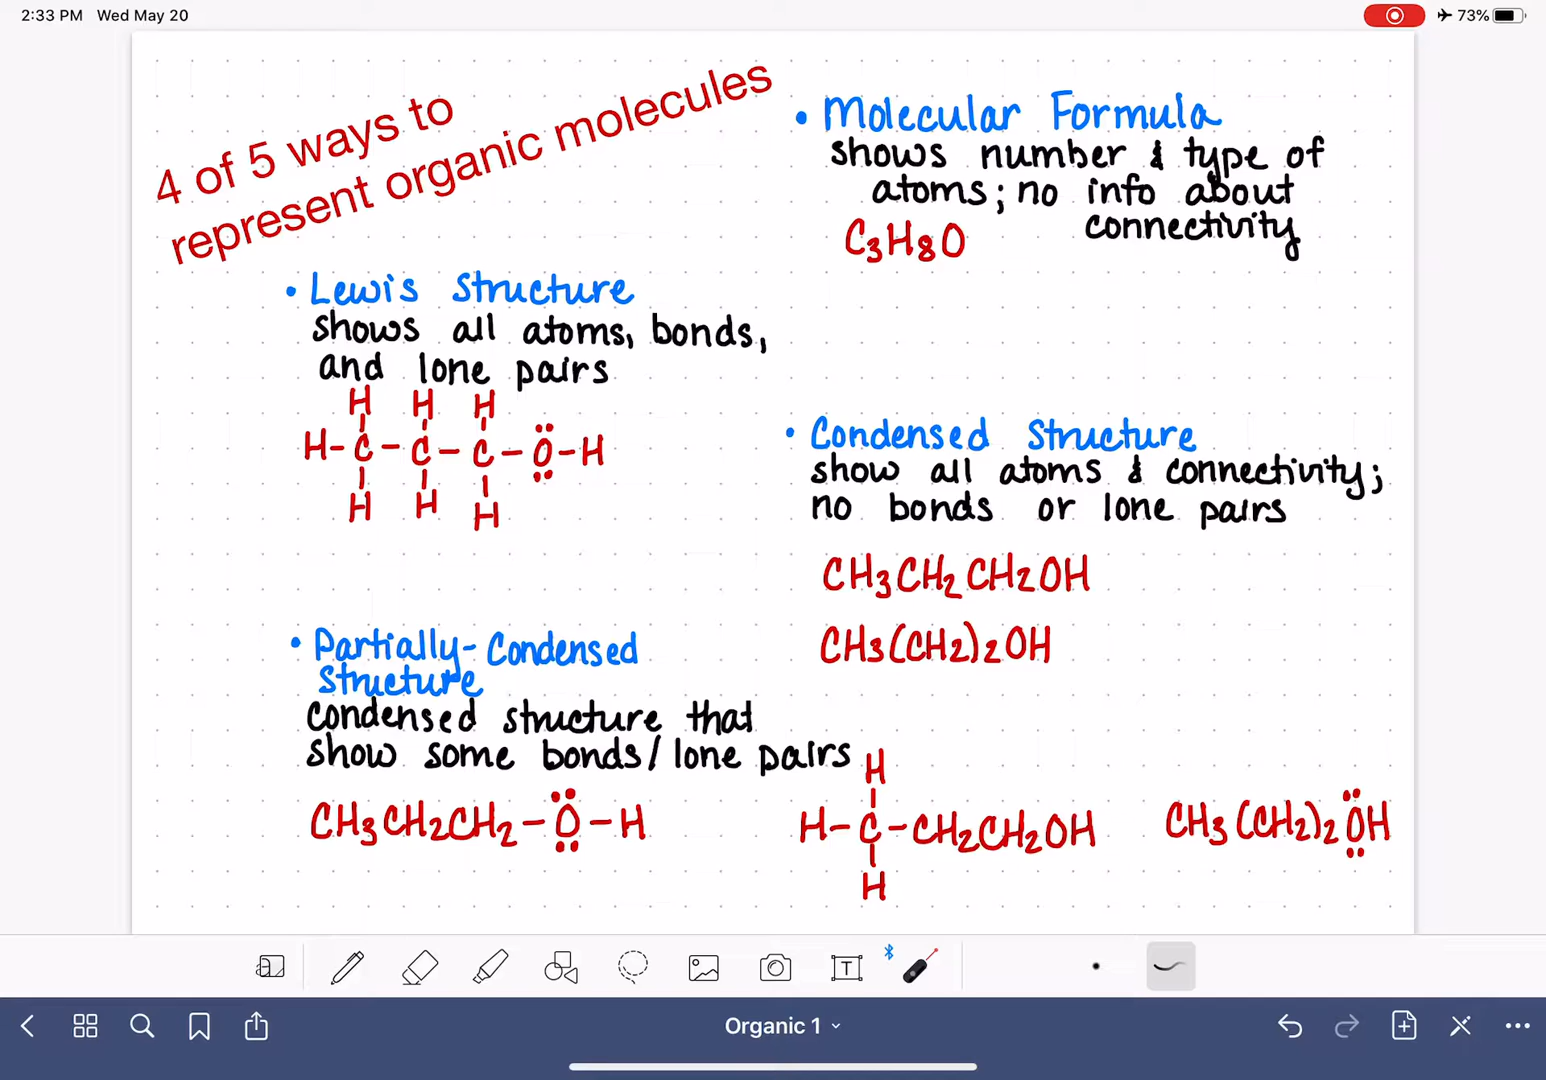 2:33 PM Wed May 20
73%
4 of 5 ways to
represent organic molecules
• Molecular Formula
shows number & type of
atoms; no info about
connectivity
C₃H₈O
• Lewis Structure
shows all atoms, bonds,
and lone pairs
H H H
H-C-C-C-Ö-H
H H H
• Condensed Structure
show all atoms & connectivity;
no bonds or lone pairs
CH₃CH₂CH₂OH
CH₃(CH₂)₂OH
• Partially-Condensed
Structure
condensed structure that
show some bonds/lone pairs
CH₃CH₂CH₂-Ö-H
H
H-C-CH₂CH₂OH
H
CH₃(CH₂)₂ÖH
T
Organic 1